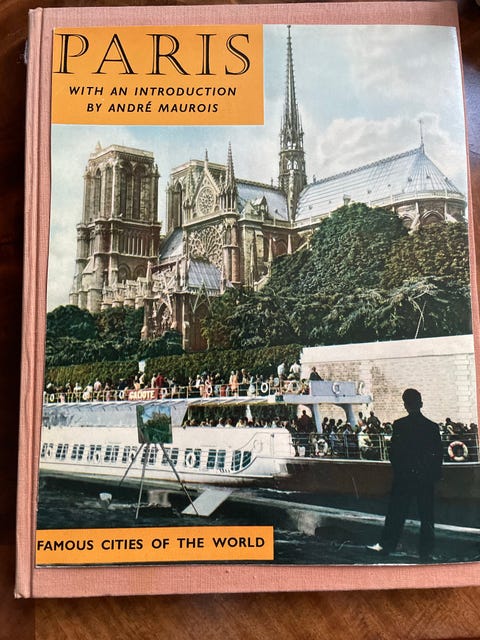 PARIS
WITH AN INTRODUCTION
BY ANDRÉ MAUROIS
FAMOUS CITIES OF THE WORLD